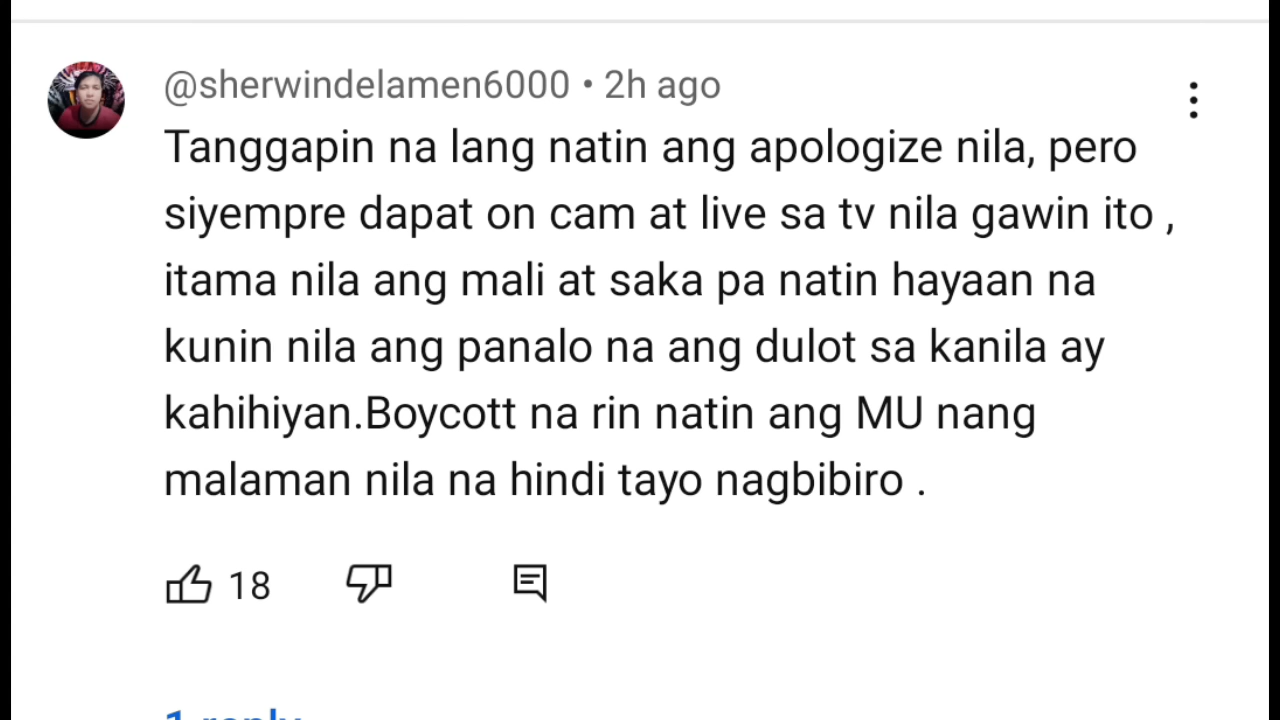 @sherwindelamen6000 • 2h ago
Tanggapin na lang natin ang apologize nila, pero
siyempre dapat on cam at live sa tv nila gawin ito ,
itama nila ang mali at saka pa natin hayaan na
kunin nila ang panalo na ang dulot sa kanila ay
kahihiyan.Boycott na rin natin ang MU nang
malaman nila na hindi tayo nagbibiro .
18
1 reply